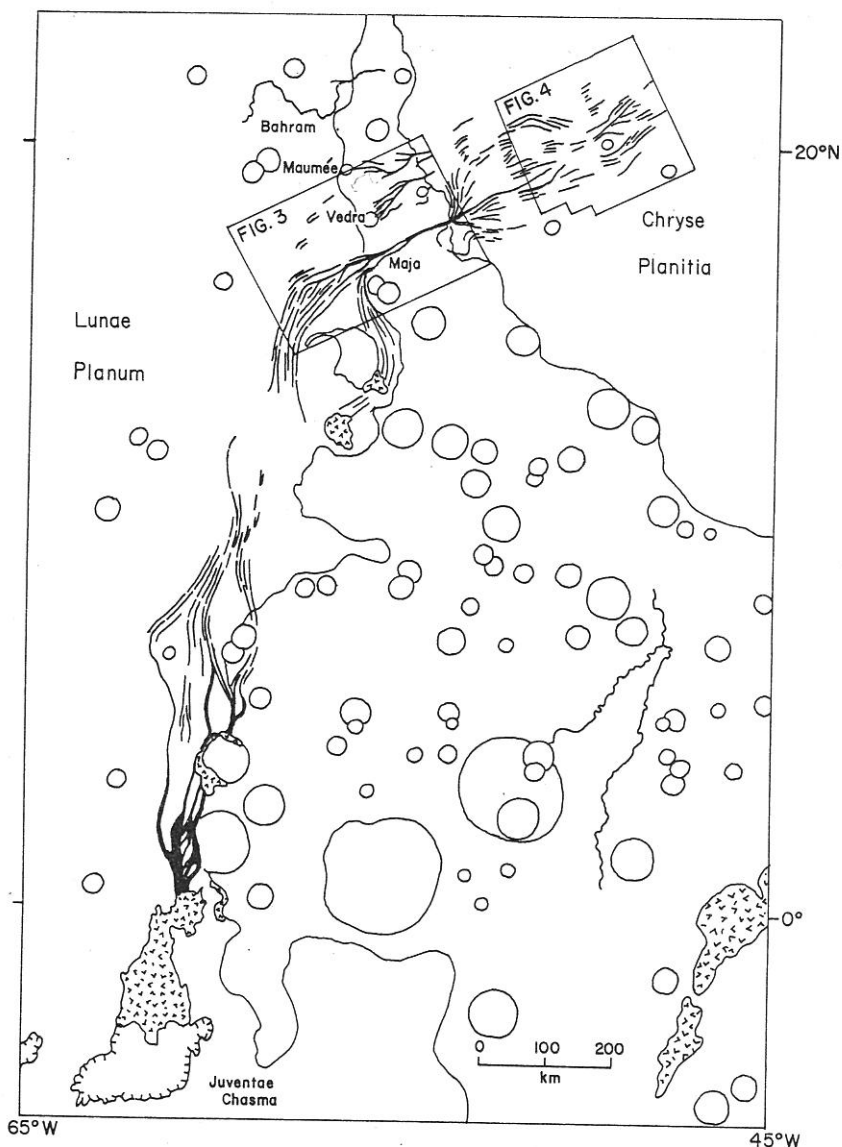 FIG. 4
Bahram
20°N
Maumée
FIG. 3
Vedra
Chryse
Planitia
Maja
Lunae
Planum
0°
0 100 200
km
Juventae
Chasma
65°W
45°W